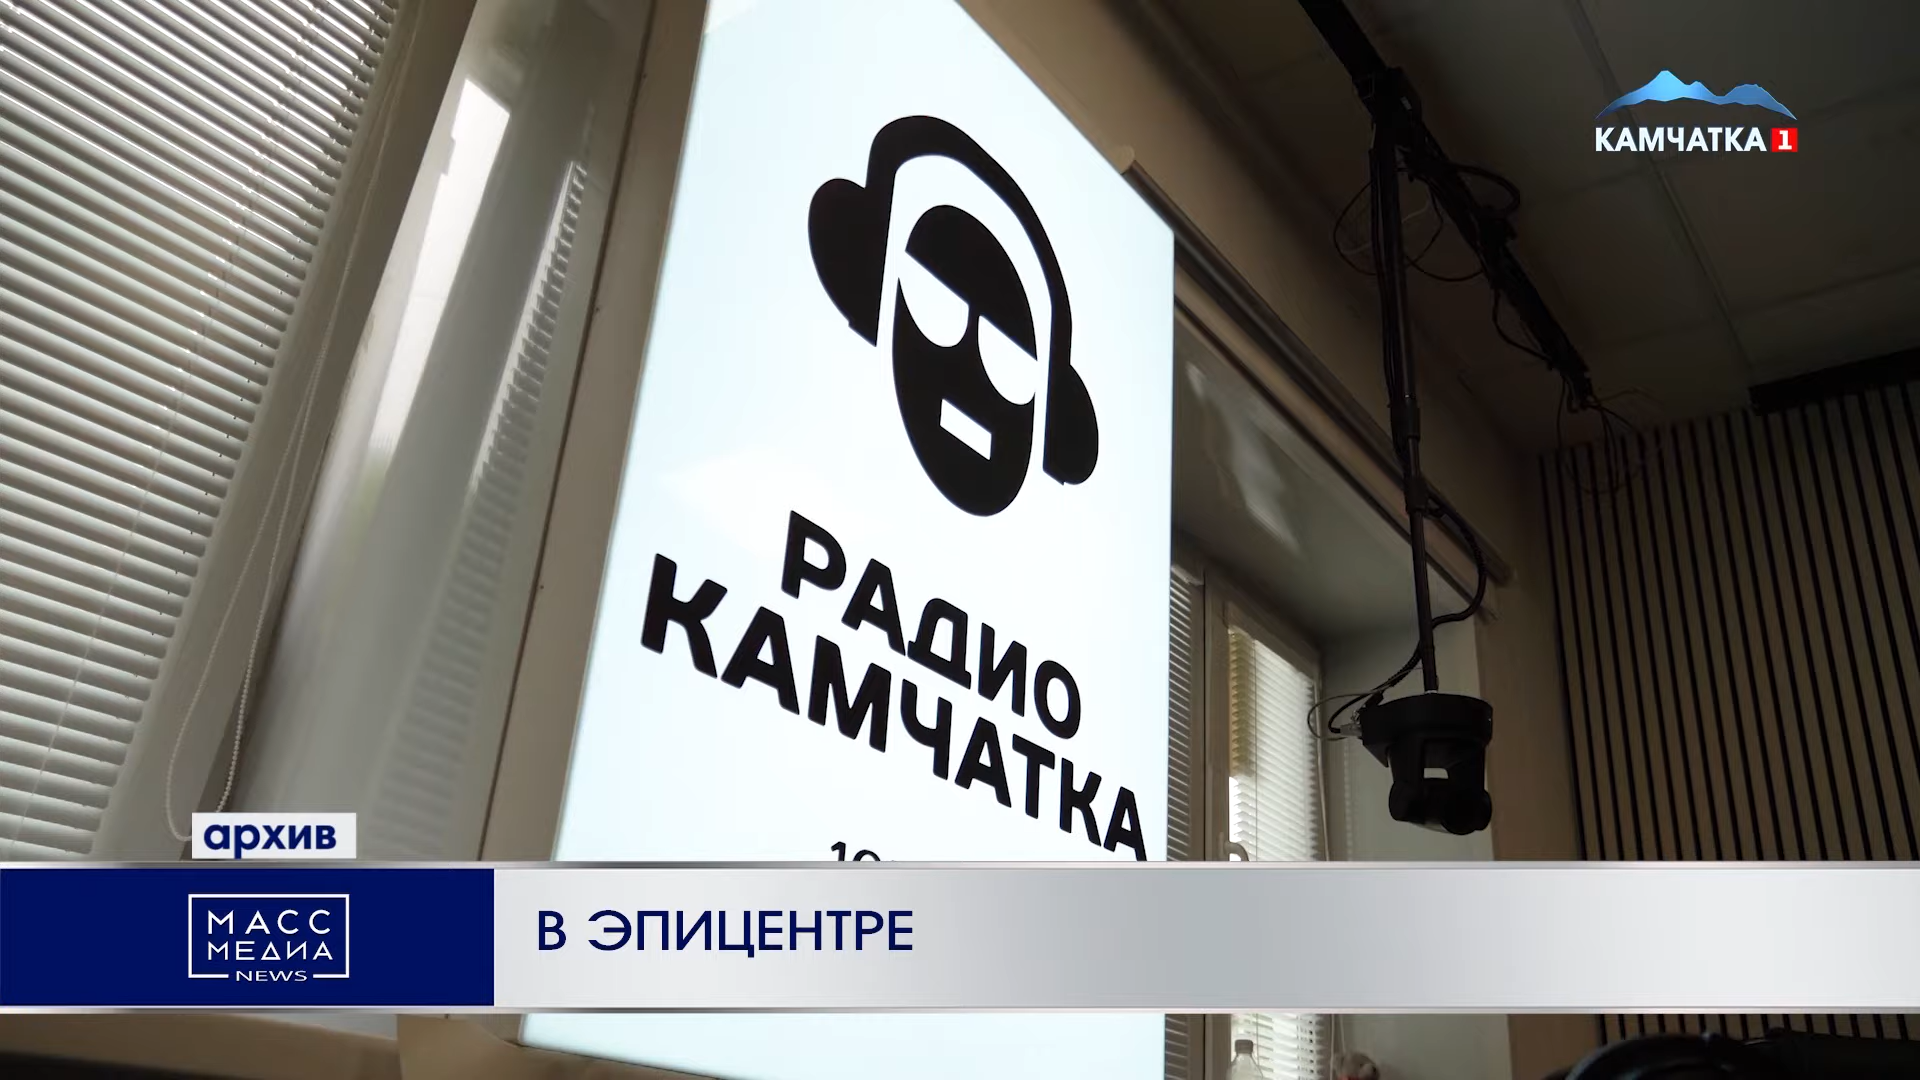 КАМЧАТКА 1
РАДИО
КАМЧАТКА
архив
МАСС
МЕДИА
NEWS
В ЭПИЦЕНТРЕ